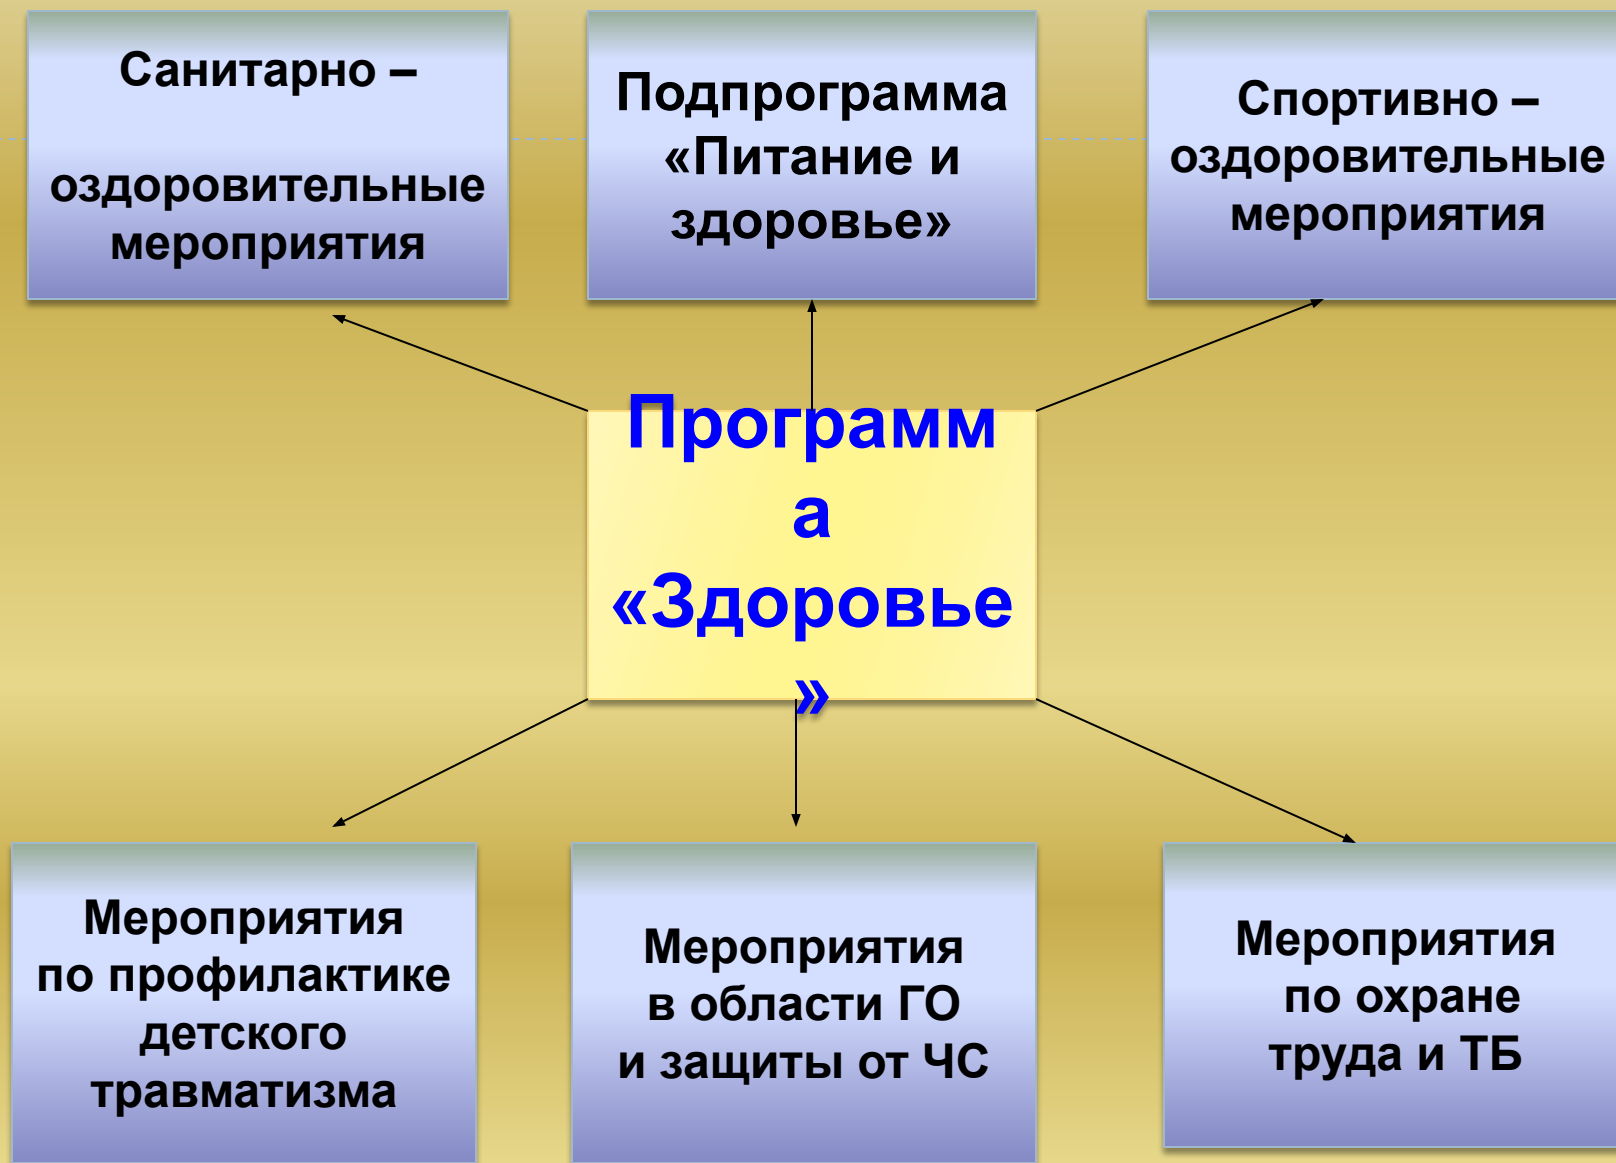 Санитарно –
оздоровительные
мероприятия
Подпрограмма
«Питание и
здоровье»
Спортивно –
оздоровительные
мероприятия
Программ
а
«Здоровье
»
Мероприятия
по профилактике
детского
травматизма
Мероприятия
в области ГО
и защиты от ЧС
Мероприятия
по охране
труда и ТБ